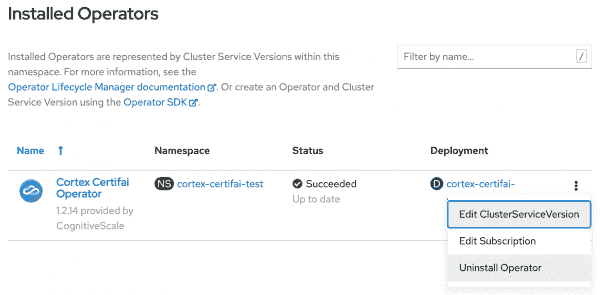 Installed Operators
Installed Operators are represented by Cluster Service Versions within this
namespace. For more information, see the
Operator Lifecycle Manager documentation. Or create an Operator and Cluster
Service Version using the Operator SDK.
Filter by name...
/
Name Namespace Status Deployment
Cortex Certifai
Operator
1.2.14 provided by
CognitiveScale
NS cortex-certifai-test
Succeeded
Up to date
D cortex-certifai-
Edit ClusterServiceVersion
Edit Subscription
Uninstall Operator